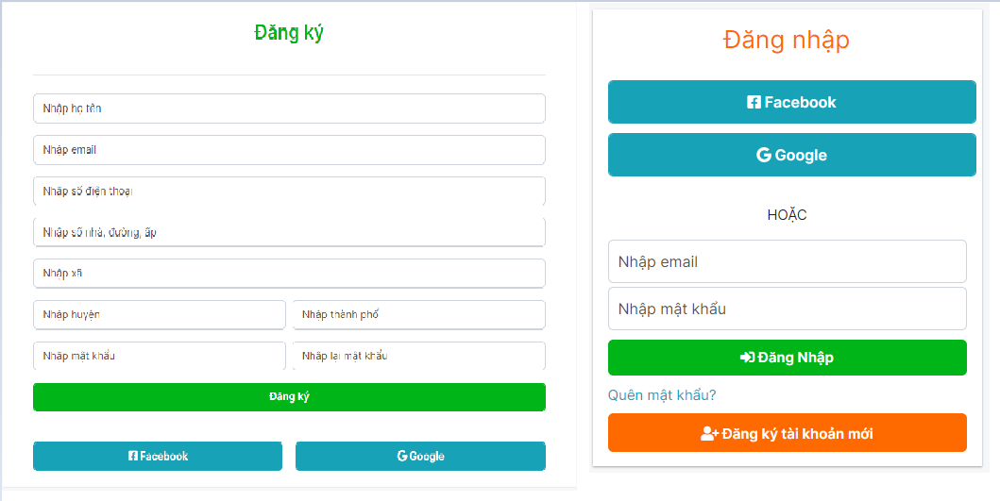 Đăng ký
Nhập họ tên
Nhập email
Nhập số điện thoại
Nhập số nhà, đường, ấp
Nhập xã
Nhập huyện
Nhập thành phố
Nhập mật khẩu
Nhập lại mật khẩu
Đăng ký
Facebook
Google
Đăng nhập
Facebook
Google
HOẶC
Nhập email
Nhập mật khẩu
Đăng Nhập
Quên mật khẩu?
Đăng ký tài khoản mới